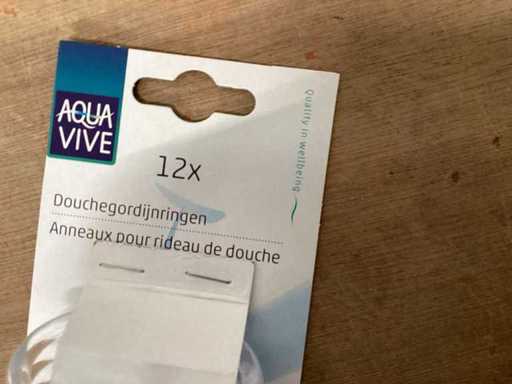 AQUA
VIVE
12x
Douchegordijnringen
Anneaux pour rideau de douche
Quality in wellbeing